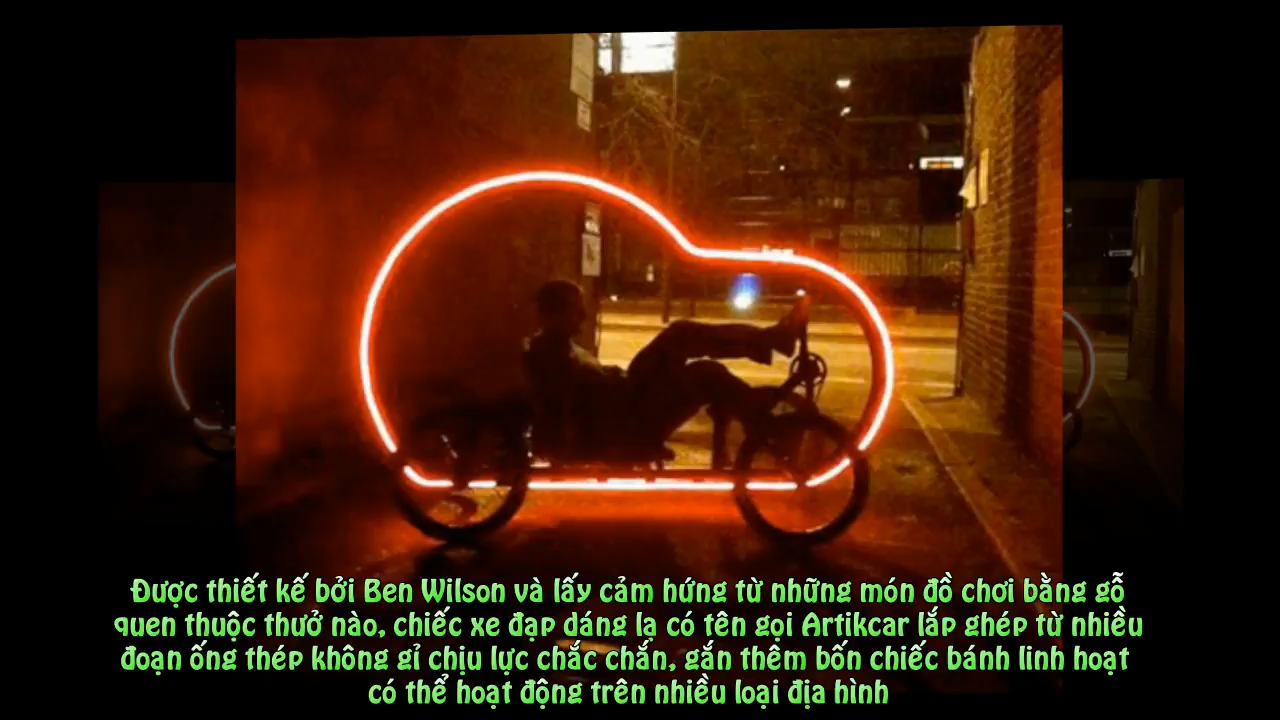 Được thiết kế bởi Ben Wilson và lấy cảm hứng từ những món đồ chơi bằng gỗ
quen thuộc thưở nào, chiếc xe đạp dáng lạ có tên gọi Artikcar lắp ghép từ nhiều
đoạn ống thép không gỉ chịu lực chắc chắn, gắn thêm bốn chiếc bánh linh hoạt
có thể hoạt động trên nhiều loại địa hình